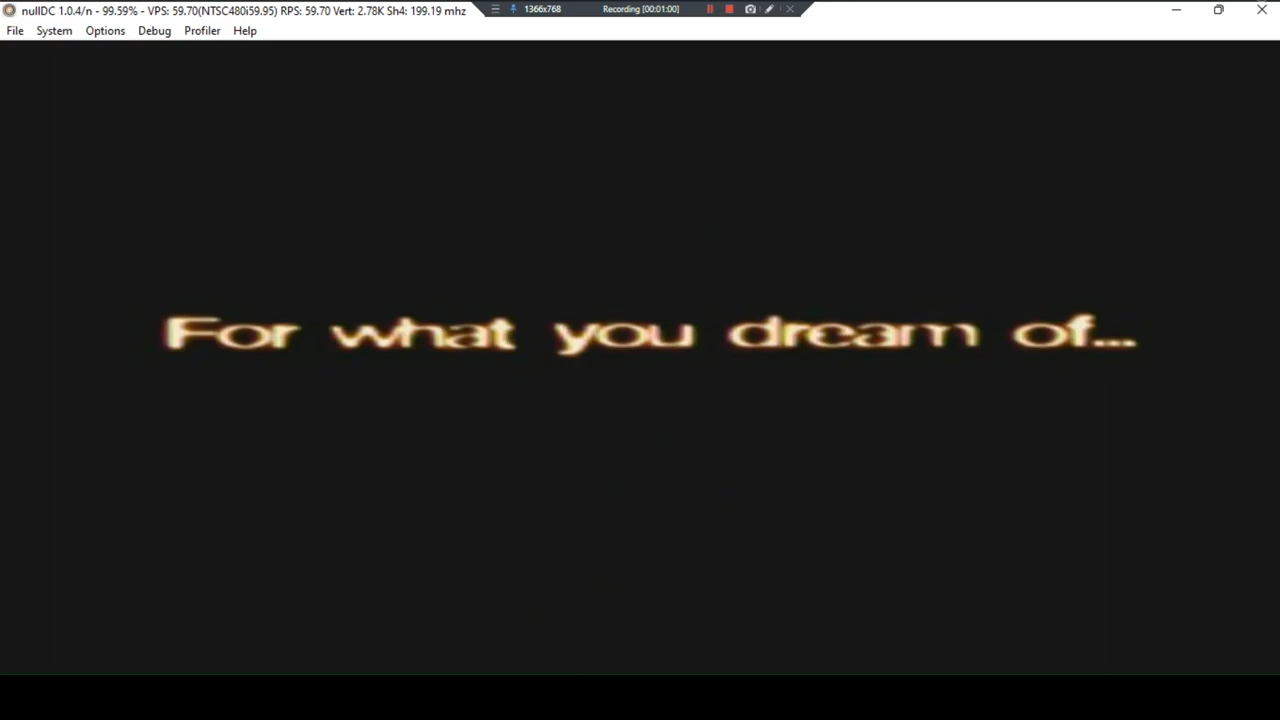 nullDC 1.0.4/n - 99.59% - VPS: 59.70(NTSC480i59.95) RPS: 59.70 Vert: 2.78K Sh4: 199.19 mhz
1366x768 Recording [00:01:00]
File System Options Debug Profiler Help
For what you dream of...